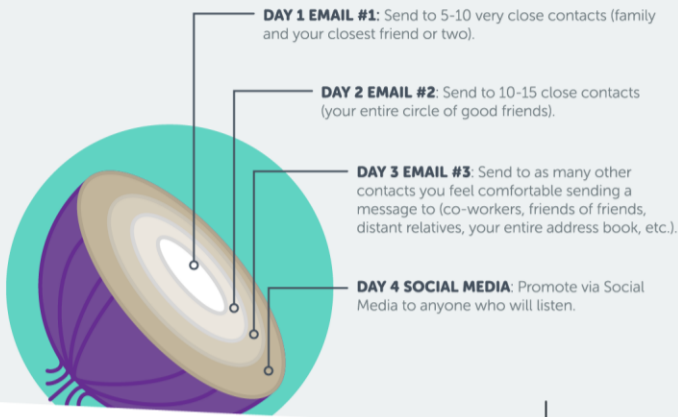 DAY 1 EMAIL #1: Send to 5-10 very close contacts (family
and your closest friend or two).
DAY 2 EMAIL #2: Send to 10-15 close contacts
(your entire circle of good friends).
DAY 3 EMAIL #3: Send to as many other
contacts you feel comfortable sending a
message to (co-workers, friends of friends,
distant relatives, your entire address book, etc.).
DAY 4 SOCIAL MEDIA: Promote via Social
Media to anyone who will listen.